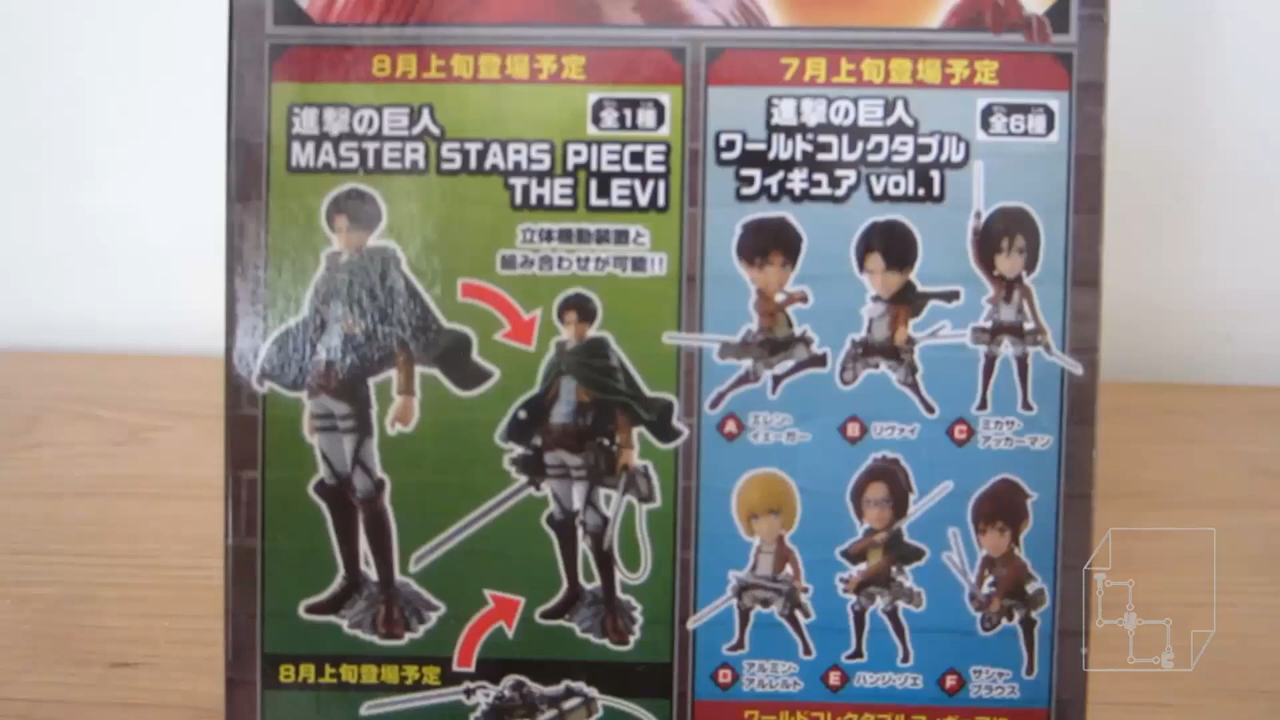 8月上旬登場予定
進撃の巨人
全1種
MASTER STARS PIECE
THE LEVI
立体機動装置と
組み合わせが可能!!
8月上旬登場予定
7月上旬登場予定
進撃の巨人
全6種
ワールドコレクタブル
フィギュア vol.1
A エレン・
イェーガー
B リヴァイ
C ミカサ・
アッカーマン
D アルミン・
アルレルト
E ハンジ・ゾエ
F サシャ・
ブラウス